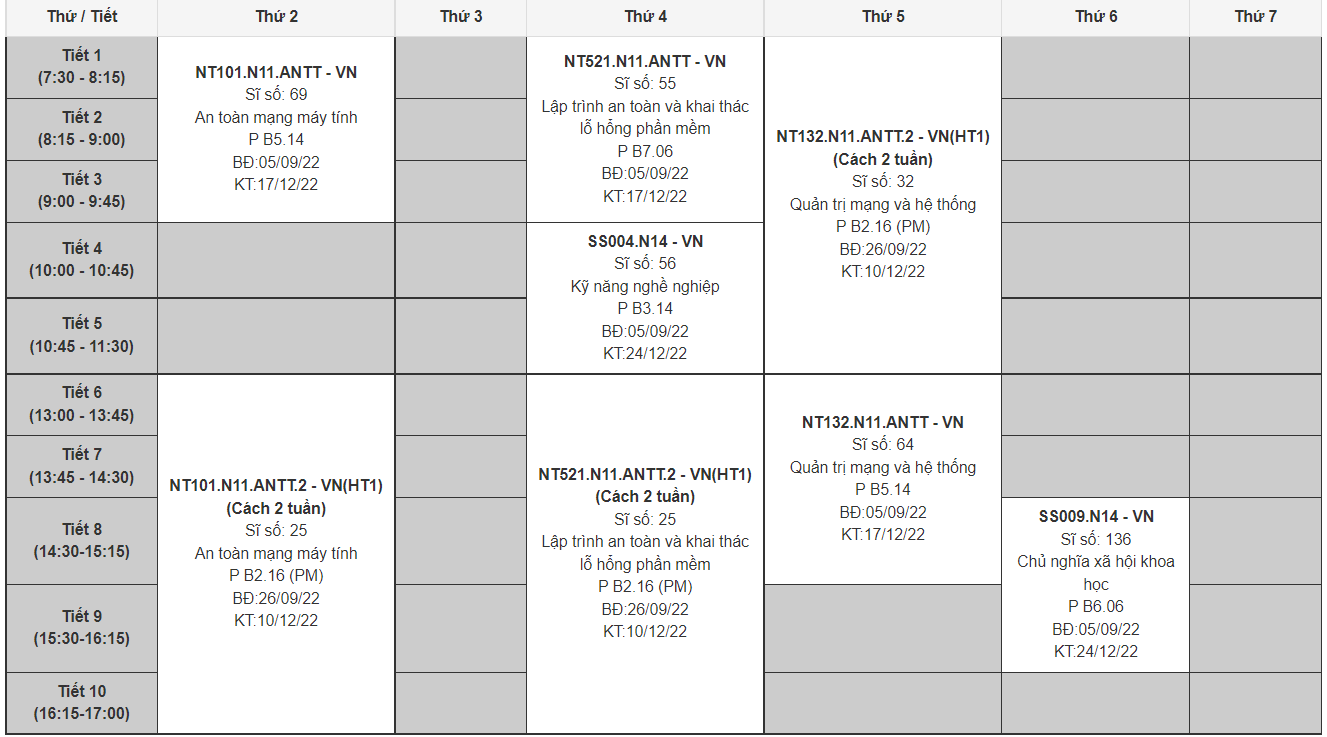 Thứ / Tiết
Thứ 2
Thứ 3
Thứ 4
Thứ 5
Thứ 6
Thứ 7
Tiết 1
(7:30 - 8:15)
NT101.N11.ANTT - VN
Sĩ số: 69
An toàn mạng máy tính
P B5.14
BĐ:05/09/22
KT:17/12/22
NT521.N11.ANTT - VN
Sĩ số: 55
Lập trình an toàn và khai thác
lỗ hổng phần mềm
P B7.06
BĐ:05/09/22
KT:17/12/22
NT132.N11.ANTT.2 - VN(HT1)
(Cách 2 tuần)
Sĩ số: 32
Quản trị mạng và hệ thống
P B2.16 (PM)
BĐ:26/09/22
KT:10/12/22
Tiết 2
(8:15 - 9:00)
Tiết 3
(9:00 - 9:45)
Tiết 4
(10:00 - 10:45)
SS004.N14 - VN
Sĩ số: 56
Kỹ năng nghề nghiệp
P B3.14
BĐ:05/09/22
KT:24/12/22
Tiết 5
(10:45 - 11:30)
Tiết 6
(13:00 - 13:45)
NT101.N11.ANTT.2 - VN(HT1)
(Cách 2 tuần)
Sĩ số: 25
An toàn mạng máy tính
P B2.16 (PM)
BĐ:26/09/22
KT:10/12/22
NT521.N11.ANTT.2 - VN(HT1)
(Cách 2 tuần)
Sĩ số: 25
Lập trình an toàn và khai thác
lỗ hổng phần mềm
P B2.16 (PM)
BĐ:26/09/22
KT:10/12/22
NT132.N11.ANTT - VN
Sĩ số: 64
Quản trị mạng và hệ thống
P B5.14
BĐ:05/09/22
KT:17/12/22
Tiết 7
(13:45 - 14:30)
Tiết 8
(14:30-15:15)
SS009.N14 - VN
Sĩ số: 136
Chủ nghĩa xã hội khoa
học
P B6.06
BĐ:05/09/22
KT:24/12/22
Tiết 9
(15:30-16:15)
Tiết 10
(16:15-17:00)